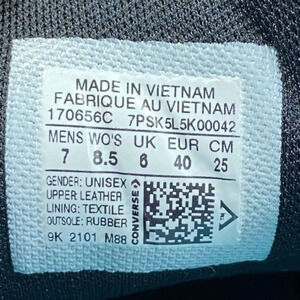 MADE IN VIETNAM
FABRIQUE AU VIETNAM
170656C 7PSK5L5K00042
MENS WO'S UK EUR CM
7 8.5 6 40 25
GENDER: UNISEX
UPPER LEATHER
LINING: TEXTILE
OUTSOLE: RUBBER
9K 2101 M88
CONVERSE